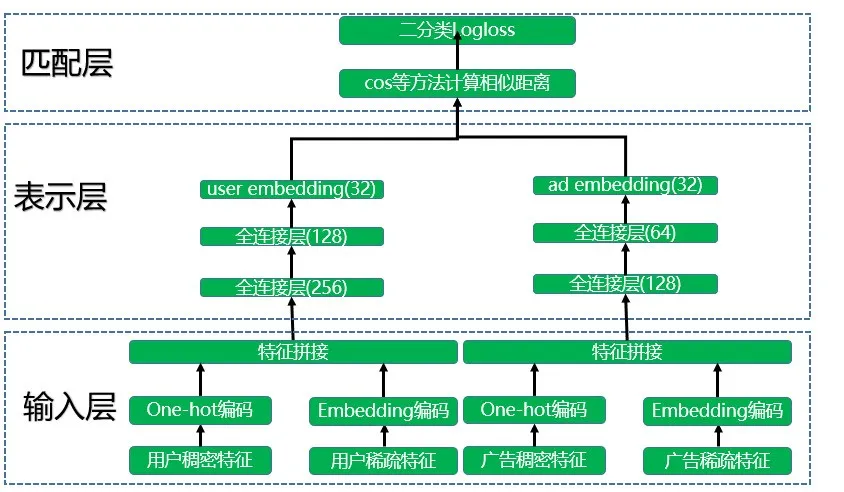 匹配层
二分类Logloss
cos等方法计算相似距离
表示层
user embedding(32)
ad embedding(32)
全连接层(128)
全连接层(64)
全连接层(256)
全连接层(128)
输入层
特征拼接
特征拼接
One-hot编码
Embedding编码
One-hot编码
Embedding编码
用户稠密特征
用户稀疏特征
广告稠密特征
广告稀疏特征